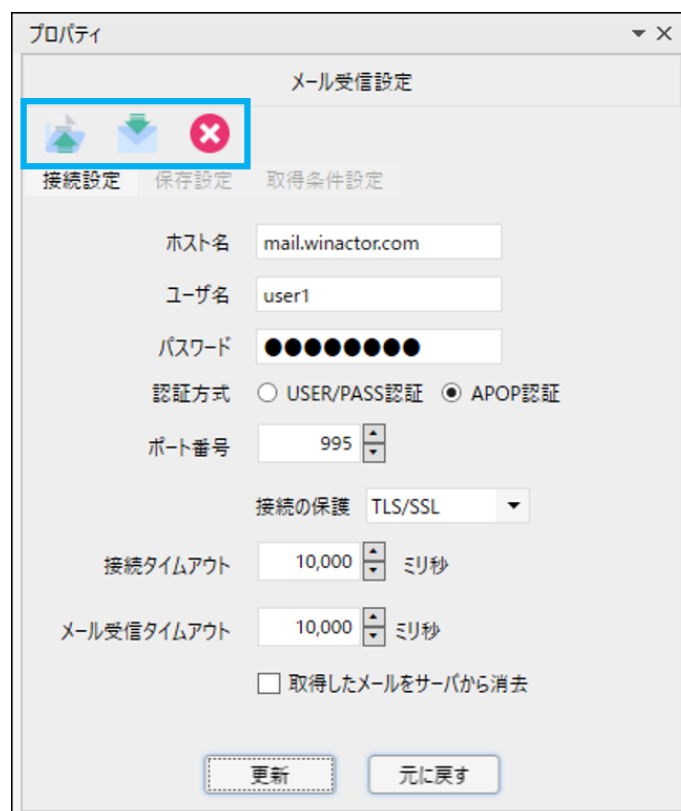 プロパティ
メール受信設定
接続設定 保存設定 取得条件設定
ホスト名 mail.winactor.com
ユーザ名 user1
パスワード ●●●●●●●●
認証方式 USER/PASS認証 APOP認証
ポート番号 995
接続の保護 TLS/SSL
接続タイムアウト 10,000 ミリ秒
メール受信タイムアウト 10,000 ミリ秒
取得したメールをサーバから消去
更新 元に戻す